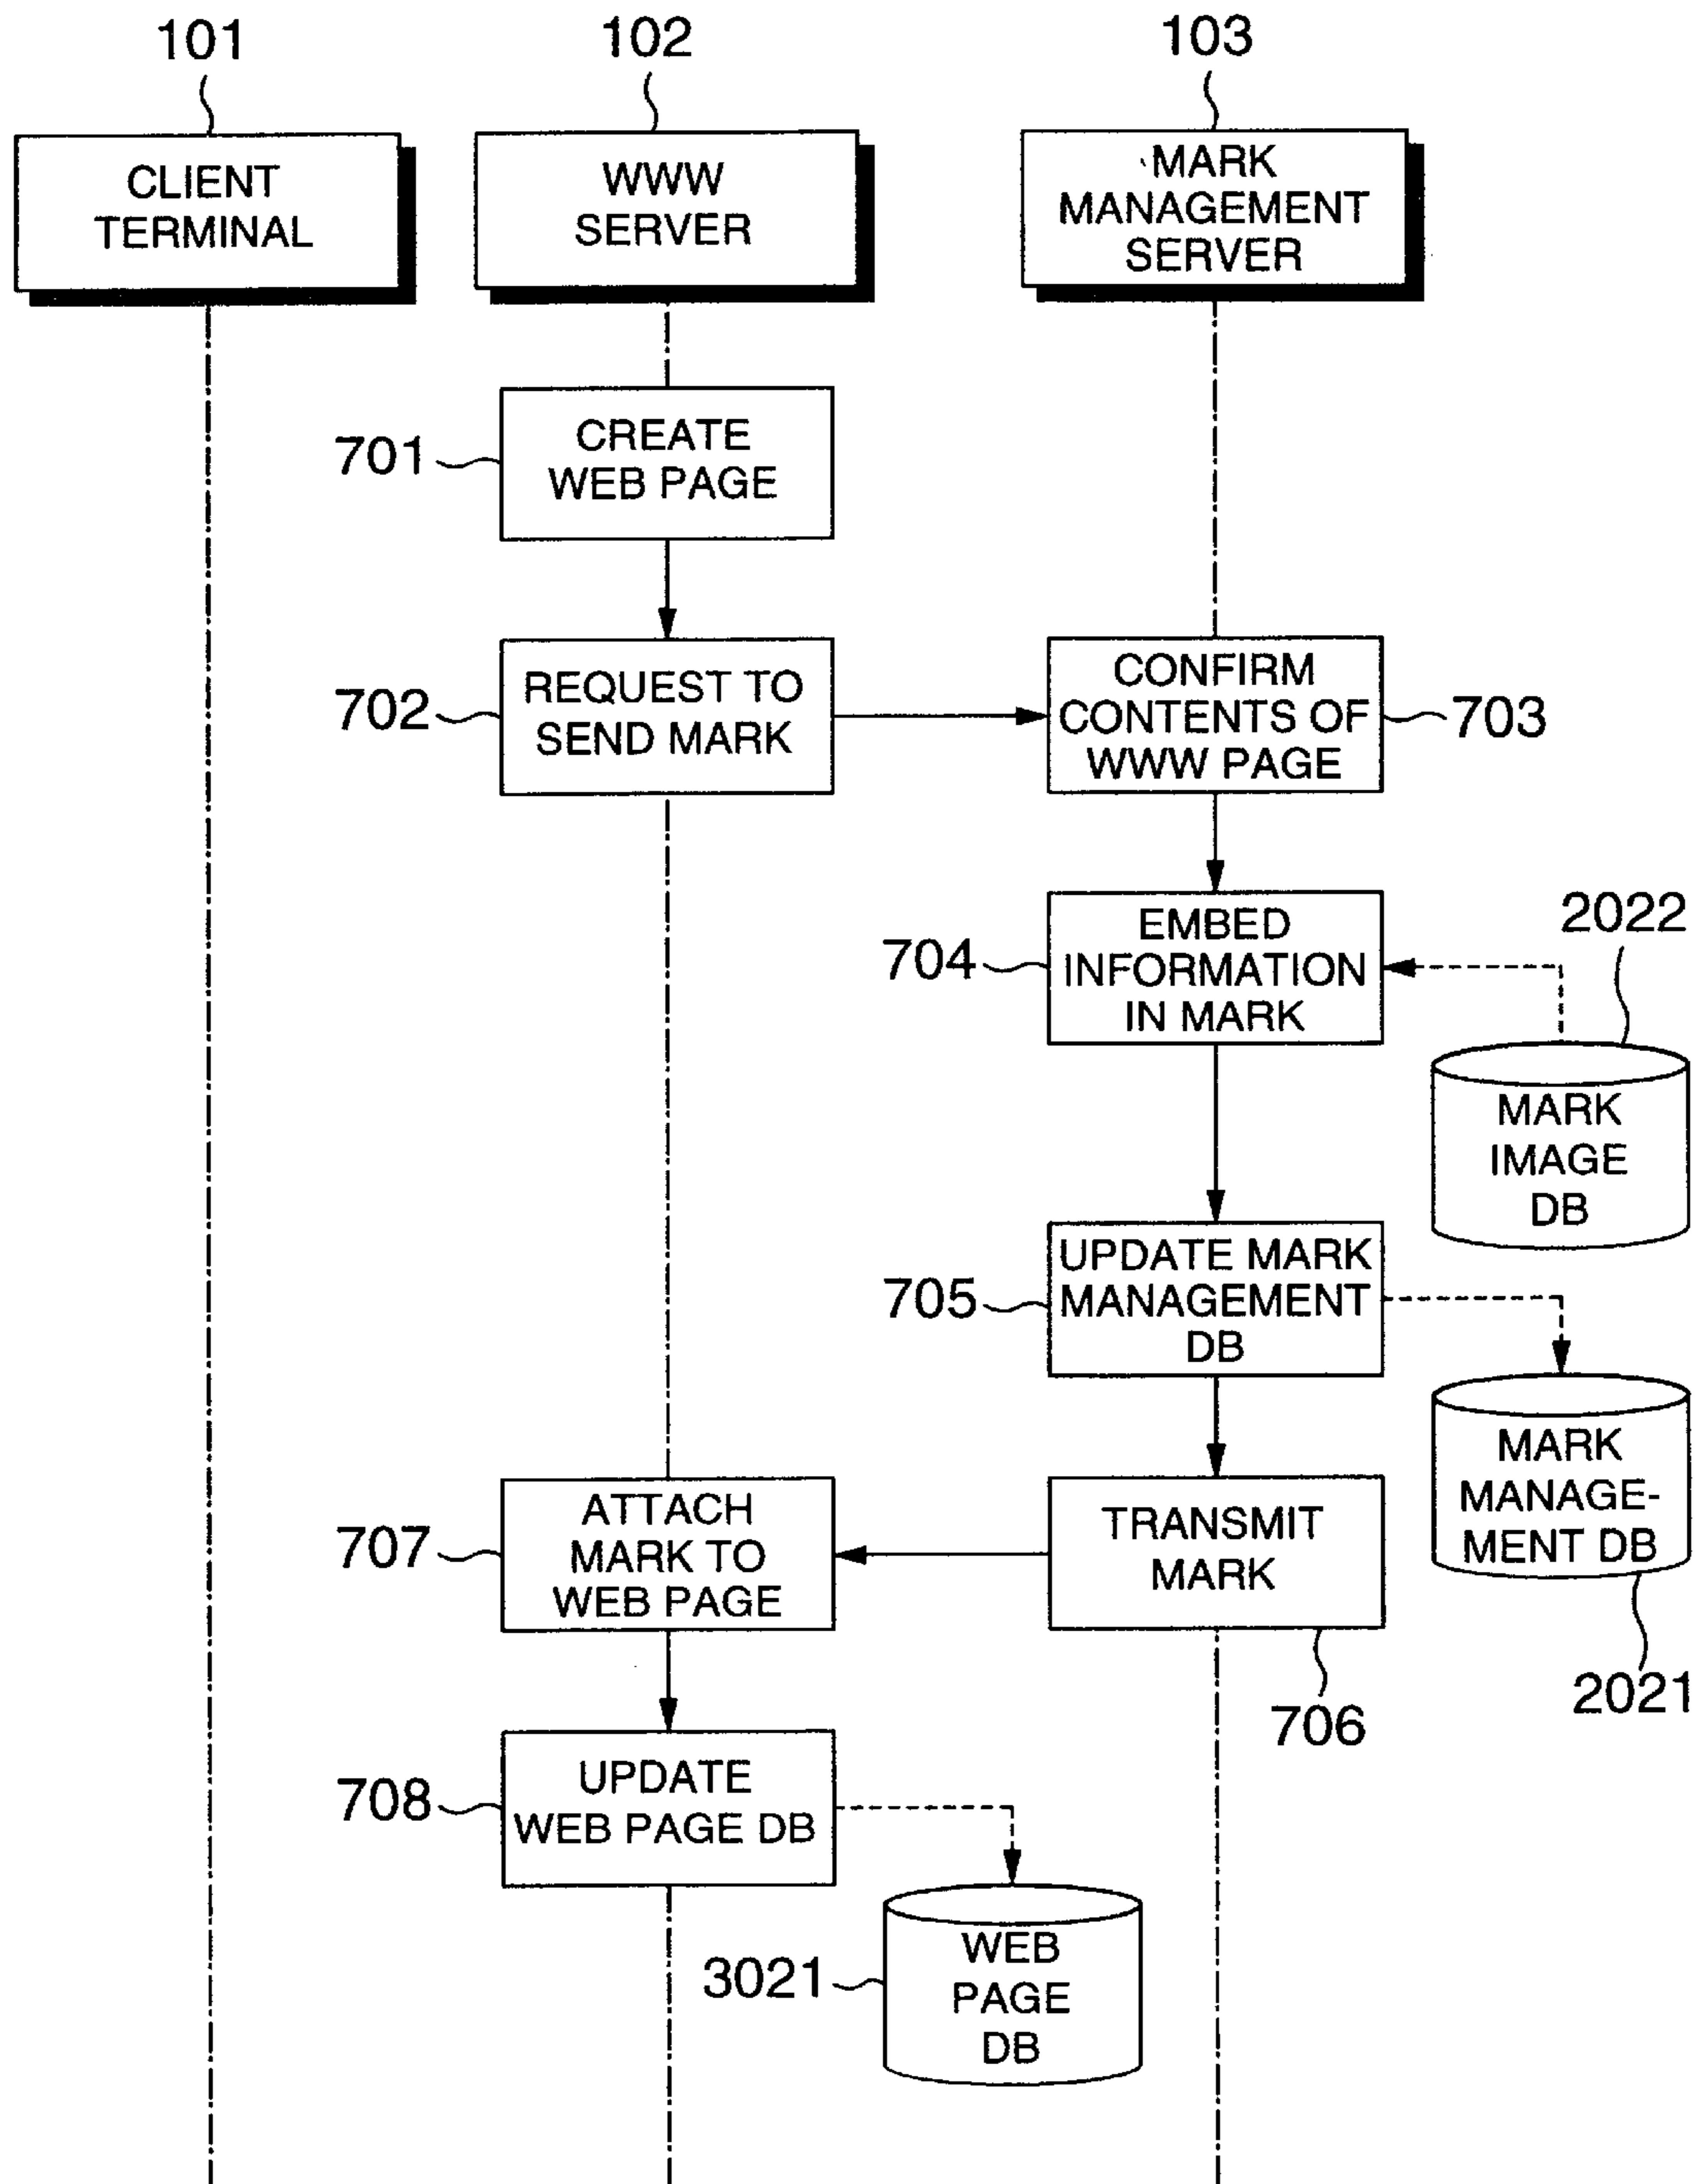 101
102
103
CLIENT
TERMINAL
WWW
SERVER
MARK
MANAGEMENT
SERVER
701
CREATE
WEB PAGE
702
REQUEST TO
SEND MARK
CONFIRM
CONTENTS OF
WWW PAGE
703
704
EMBED
INFORMATION
IN MARK
2022
MARK
IMAGE
DB
705
UPDATE MARK
MANAGEMENT
DB
MARK
MANAGE-
MENT DB
2021
707
ATTACH
MARK TO
WEB PAGE
TRANSMIT
MARK
706
708
UPDATE
WEB PAGE DB
3021
WEB
PAGE
DB